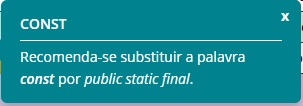 CONST
x
Recomenda-se substituir a palavra
const por public static final.